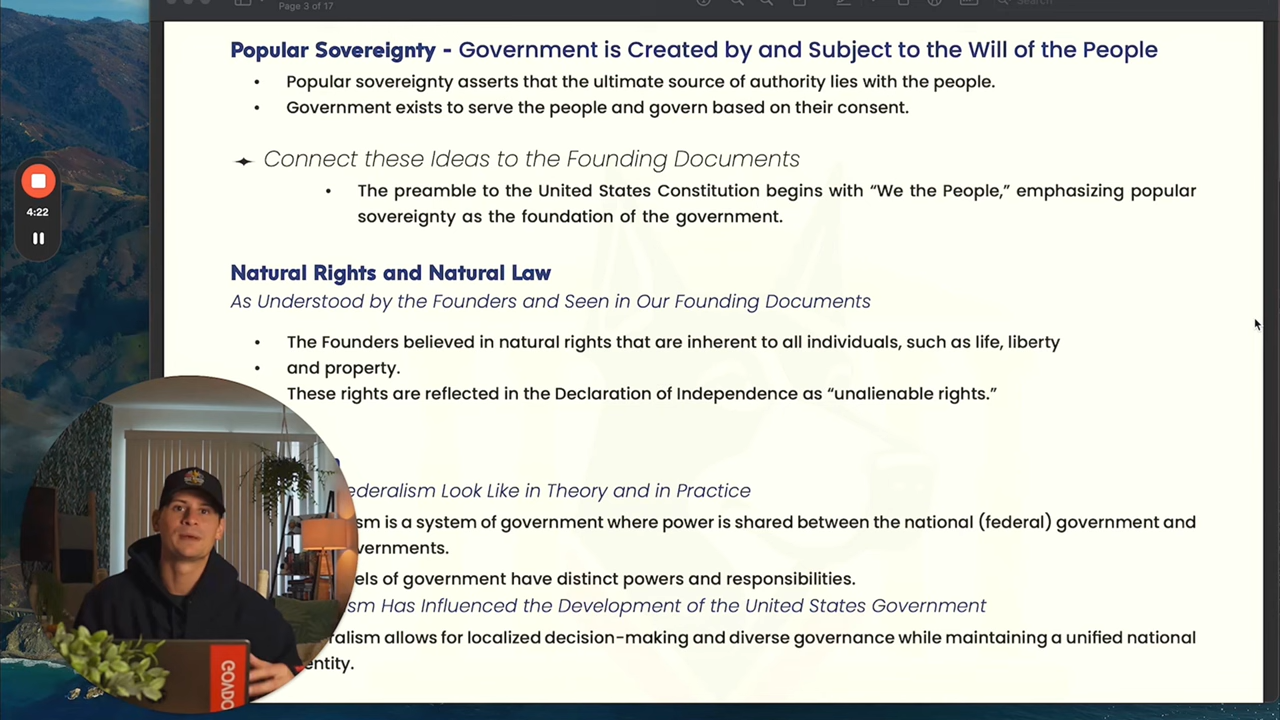 Page 3 of 17
Search
Popular Sovereignty - Government is Created by and Subject to the Will of the People
• Popular sovereignty asserts that the ultimate source of authority lies with the people.
• Government exists to serve the people and govern based on their consent.
Connect these Ideas to the Founding Documents
• The preamble to the United States Constitution begins with “We the People,” emphasizing popular
sovereignty as the foundation of the government.
4:22
Natural Rights and Natural Law
As Understood by the Founders and Seen in Our Founding Documents
• The Founders believed in natural rights that are inherent to all individuals, such as life, liberty
• and property.
These rights are reflected in the Declaration of Independence as “unalienable rights.”
ederalism Look Like in Theory and in Practice
sm is a system of government where power is shared between the national (federal) government and
vernments.
els of government have distinct powers and responsibilities.
sm Has Influenced the Development of the United States Government
ralism allows for localized decision-making and diverse governance while maintaining a unified national
entity.